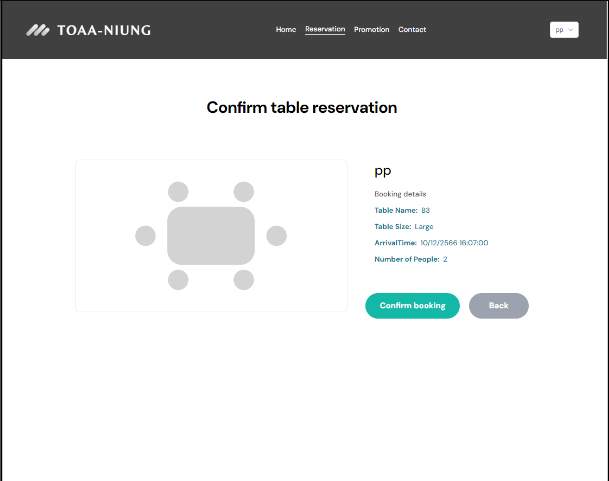 TOAA-NIUNG
Home Reservation Promotion Contact
pp
Confirm table reservation
pp
Booking details
Table Name: B3
Table Size: Large
ArrivalTime: 10/12/2566 16:07:00
Number of People: 2
Confirm booking Back